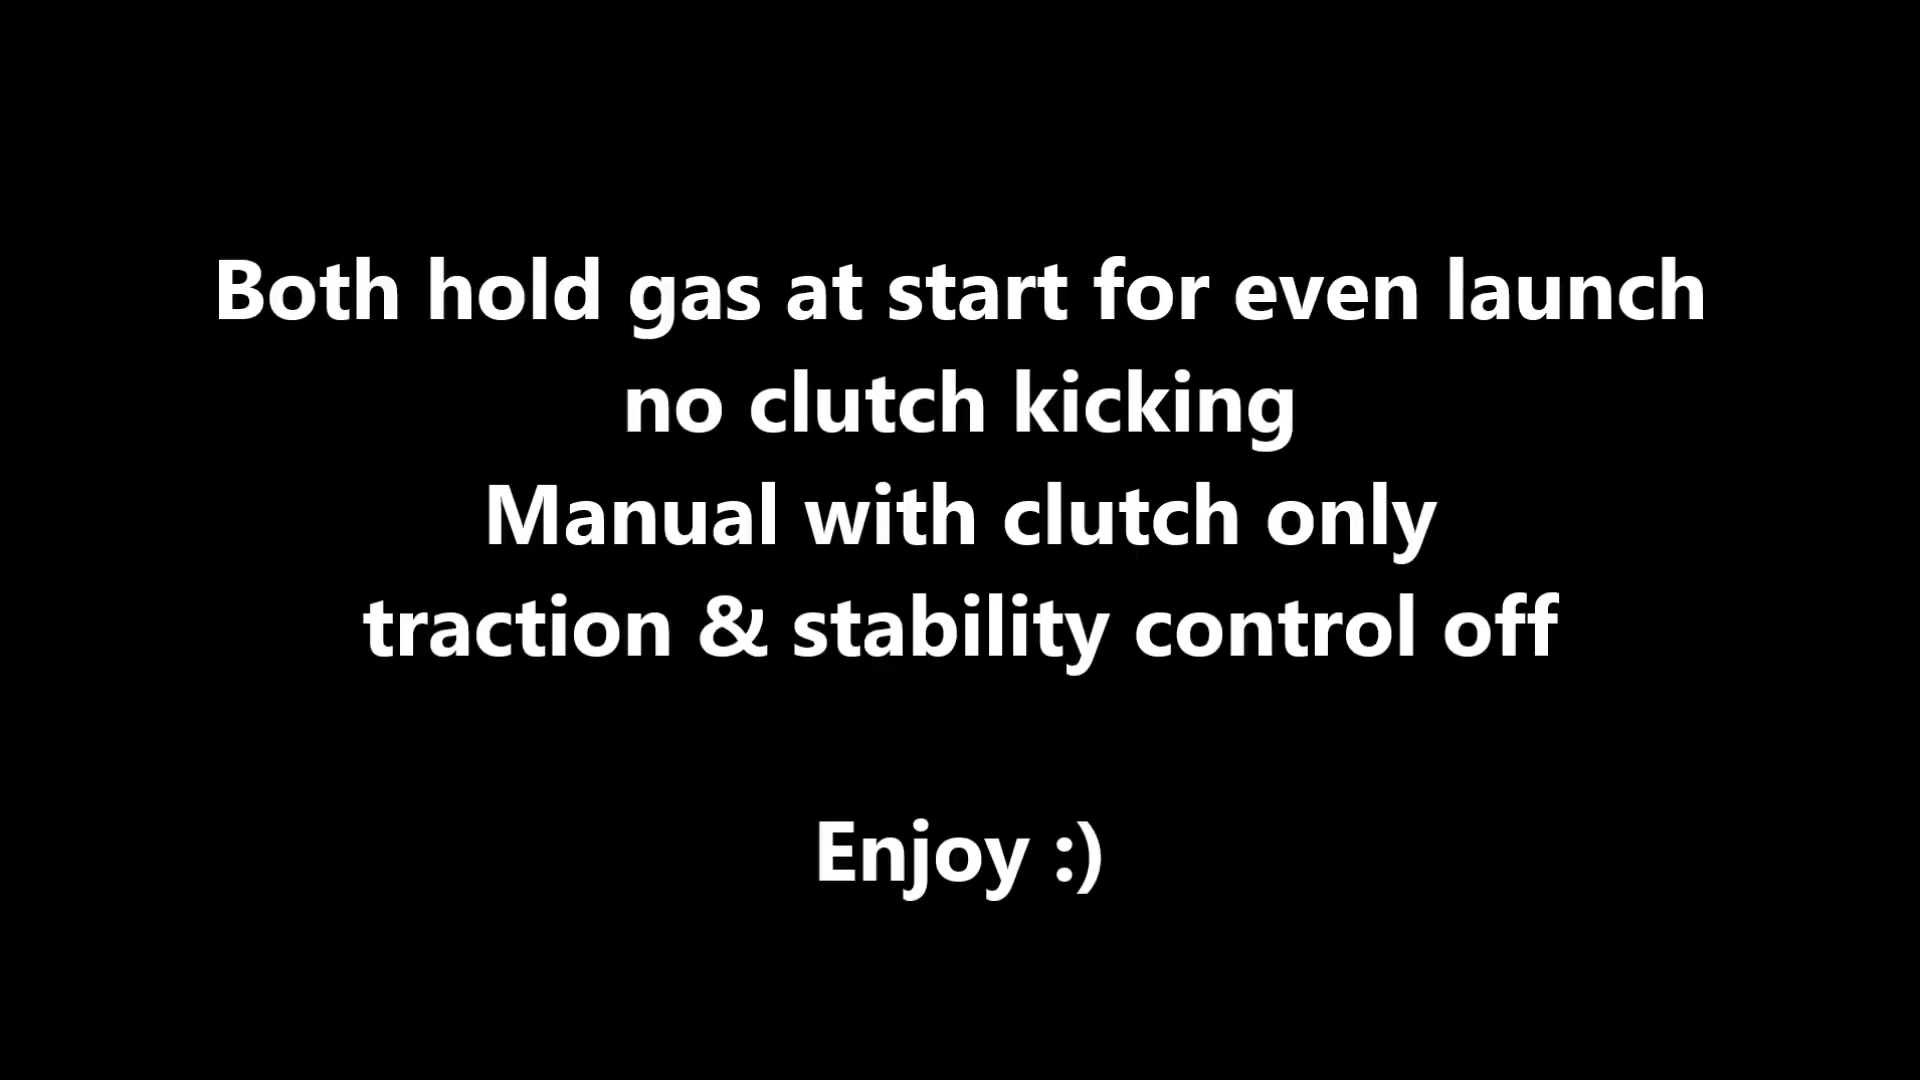 Both hold gas at start for even launch
no clutch kicking
Manual with clutch only
traction & stability control off
Enjoy :)